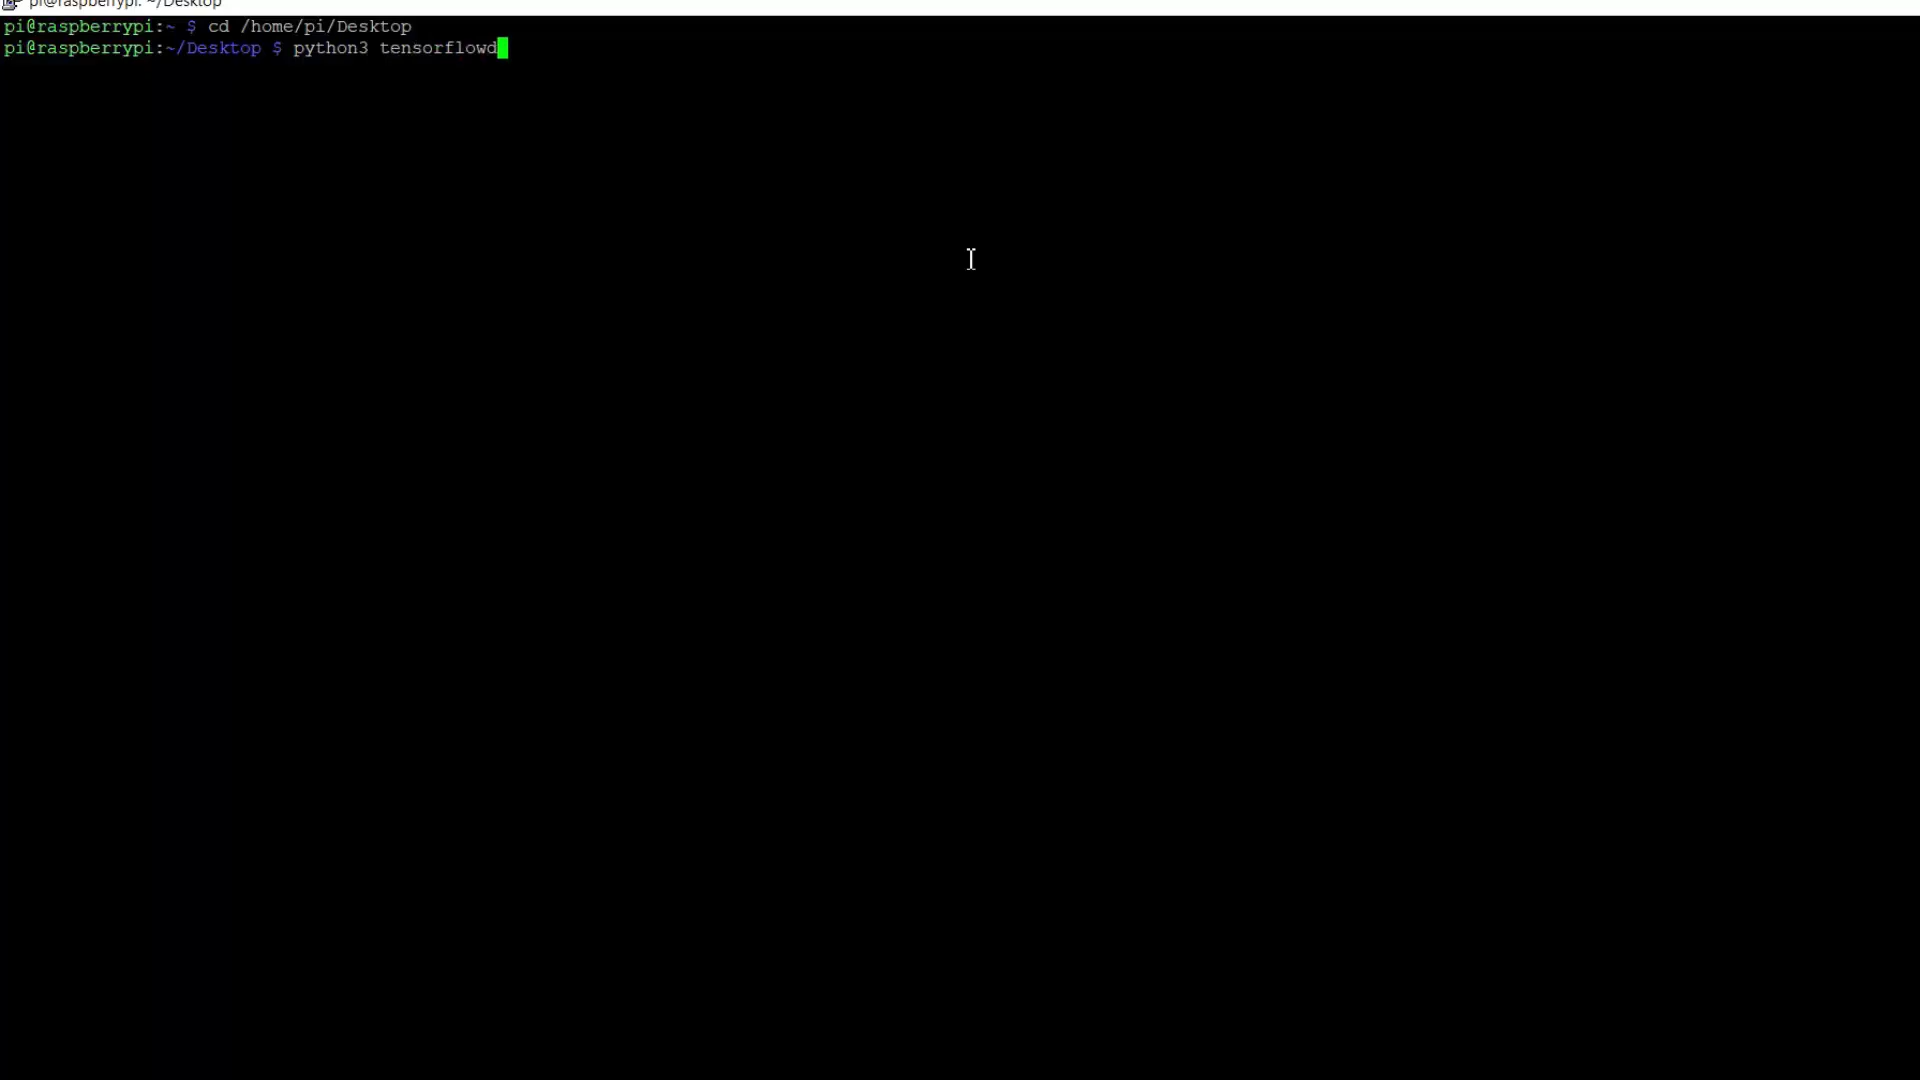 pi@raspberrypi: ~/Desktop
pi@raspberrypi:~ $ cd /home/pi/Desktop
pi@raspberrypi:~/Desktop $ python3 tensorflowd